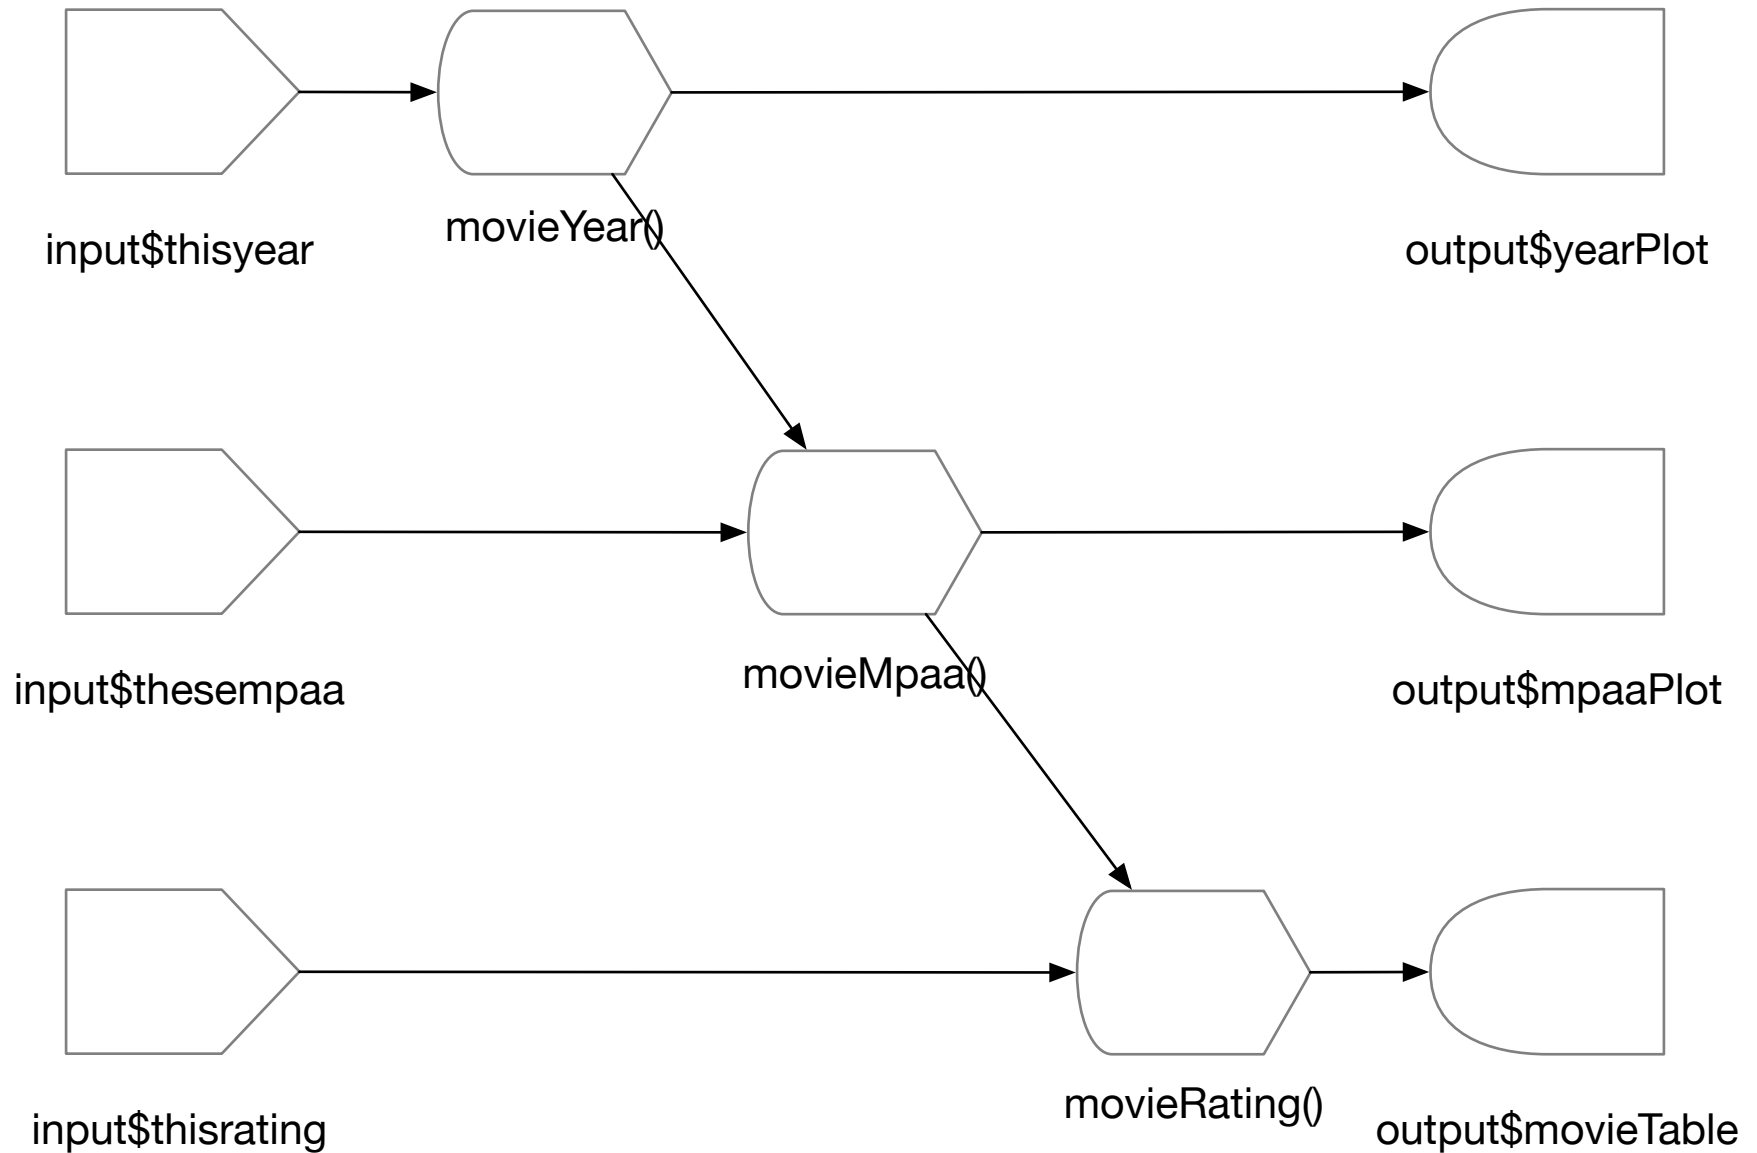 input$thisyear
movieYear()
output$yearPlot
input$thesempaa
movieMpaa()
output$mpaaPlot
input$thisrating
movieRating()
output$movieTable